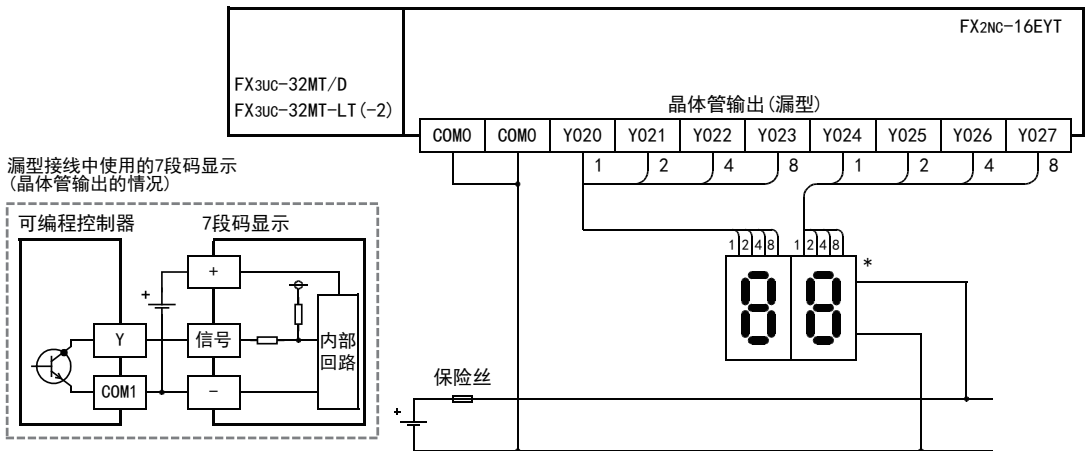 FX2NC-16EYT
FX3UC-32MT/D
FX3UC-32MT-LT(-2)
晶体管输出(漏型)
COM0 COM0 Y020 Y021 Y022 Y023 Y024 Y025 Y026 Y027
1 2 4 8 1 2 4 8
漏型接线中使用的7段码显示
(晶体管输出的情况)
可编程控制器 7段码显示
1 2 4 8 1 2 4 8
*
+
+
Y 信号 内部
回路
COM1 -
保险丝
+